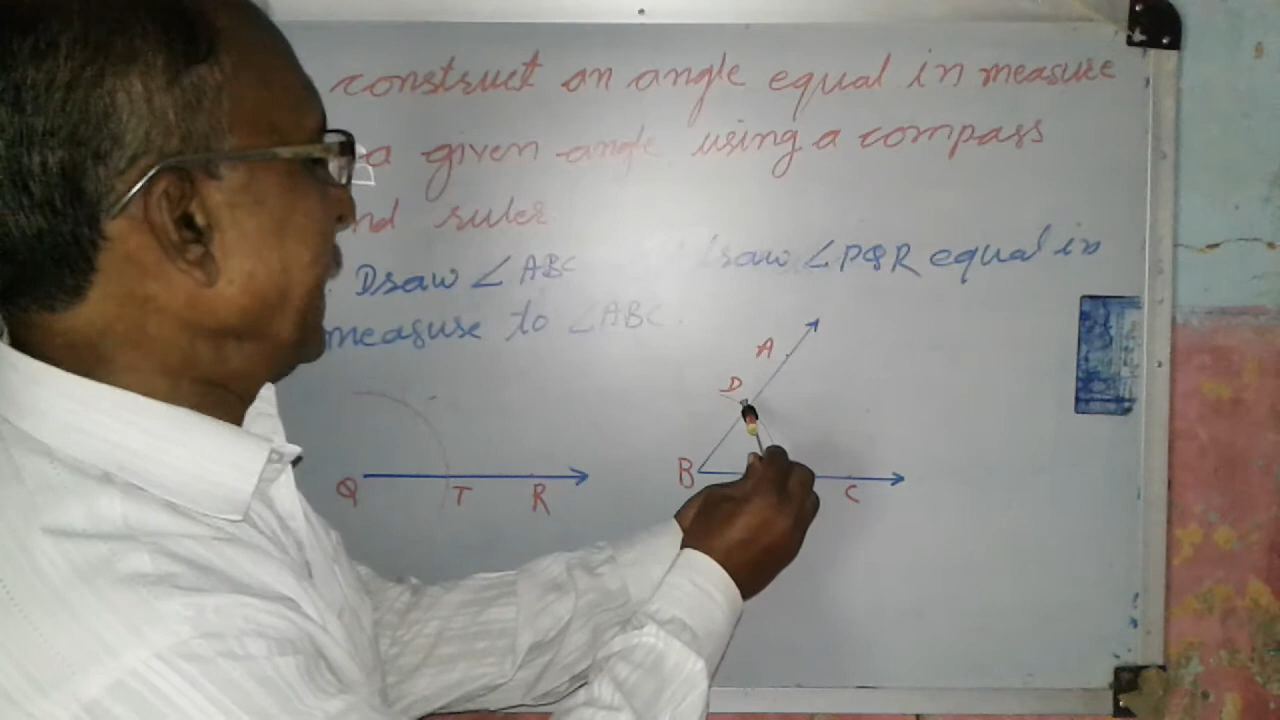 construct an angle equal in measure
a given angle using a compass
nd ruler
Draw ∠ABC raw ∠PQR equal in
measure to ∠ABC.
A
D
B
C
Q
T
R